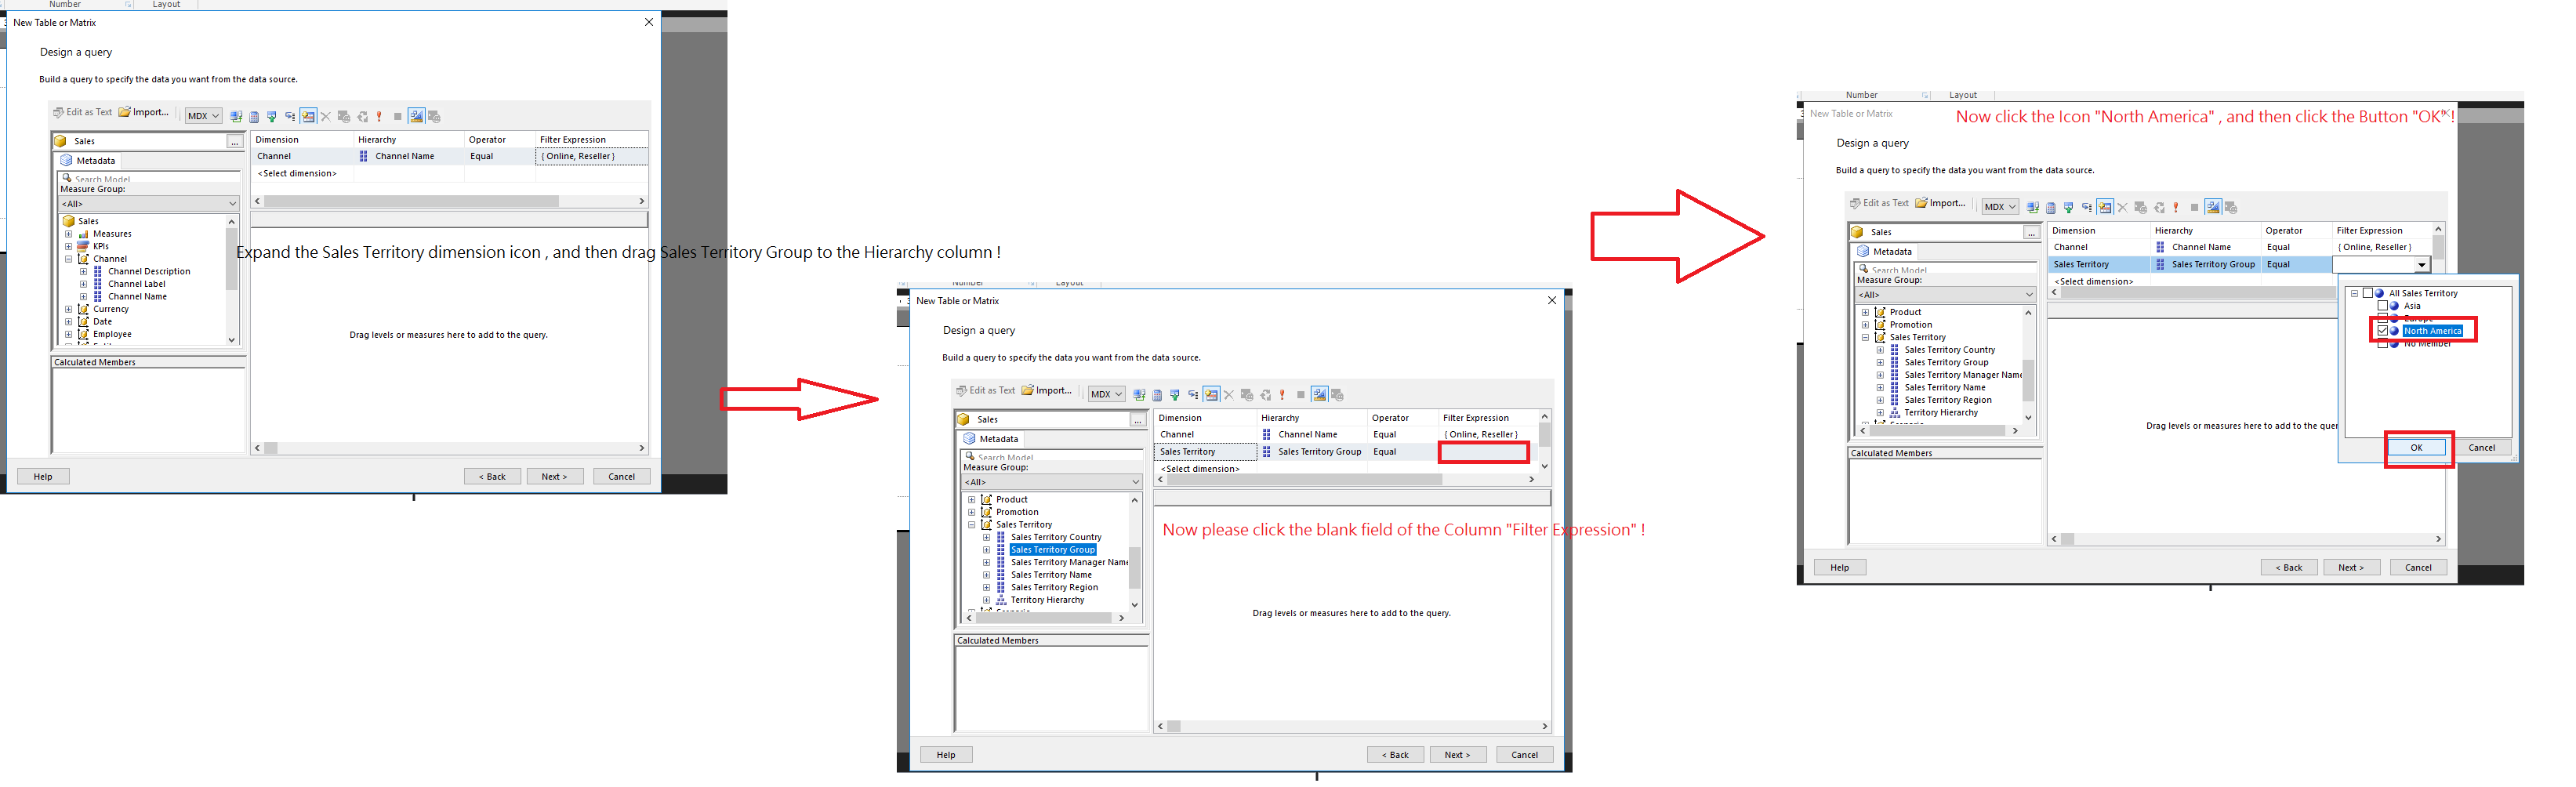 Number Layout
New Table or Matrix
Design a query
Build a query to specify the data you want from the data source.
Edit as Text Import... MDX
Sales ...
Metadata
Search Model
Measure Group:
<All>
Sales
Measures
KPIs
Channel
Channel Description
Channel Label
Channel Name
Currency
Date
Employee
Calculated Members
Dimension Hierarchy Operator Filter Expression
Channel Channel Name Equal { Online, Reseller }
<Select dimension>
Drag levels or measures here to add to the query.
Help < Back Next > Cancel
Expand the Sales Territory dimension icon , and then drag Sales Territory Group to the Hierarchy column !
Number Layout
New Table or Matrix
Design a query
Build a query to specify the data you want from the data source.
Edit as Text Import... MDX
Sales ...
Metadata
Search Model
Measure Group:
<All>
Product
Promotion
Sales Territory
Sales Territory Country
Sales Territory Group
Sales Territory Manager Name
Sales Territory Name
Sales Territory Region
Territory Hierarchy
Scenario
Calculated Members
Dimension Hierarchy Operator Filter Expression
Channel Channel Name Equal { Online, Reseller }
Sales Territory Sales Territory Group Equal
<Select dimension>
Now please click the blank field of the Column "Filter Expression" !
Drag levels or measures here to add to the query.
Help < Back Next > Cancel
Number Layout
New Table or Matrix
Now click the Icon "North America" , and then click the Button "OK" !
Design a query
Build a query to specify the data you want from the data source.
Edit as Text Import... MDX
Sales ...
Metadata
Search Model
Measure Group:
<All>
Product
Promotion
Sales Territory
Sales Territory Country
Sales Territory Group
Sales Territory Manager Name
Sales Territory Name
Sales Territory Region
Territory Hierarchy
Scenario
Calculated Members
Dimension Hierarchy Operator Filter Expression
Channel Channel Name Equal { Online, Reseller }
Sales Territory Sales Territory Group Equal
<Select dimension>
All Sales Territory
Asia
Europe
North America
No Member
OK Cancel
Drag levels or measures here to add to the quer
Help < Back Next > Cancel